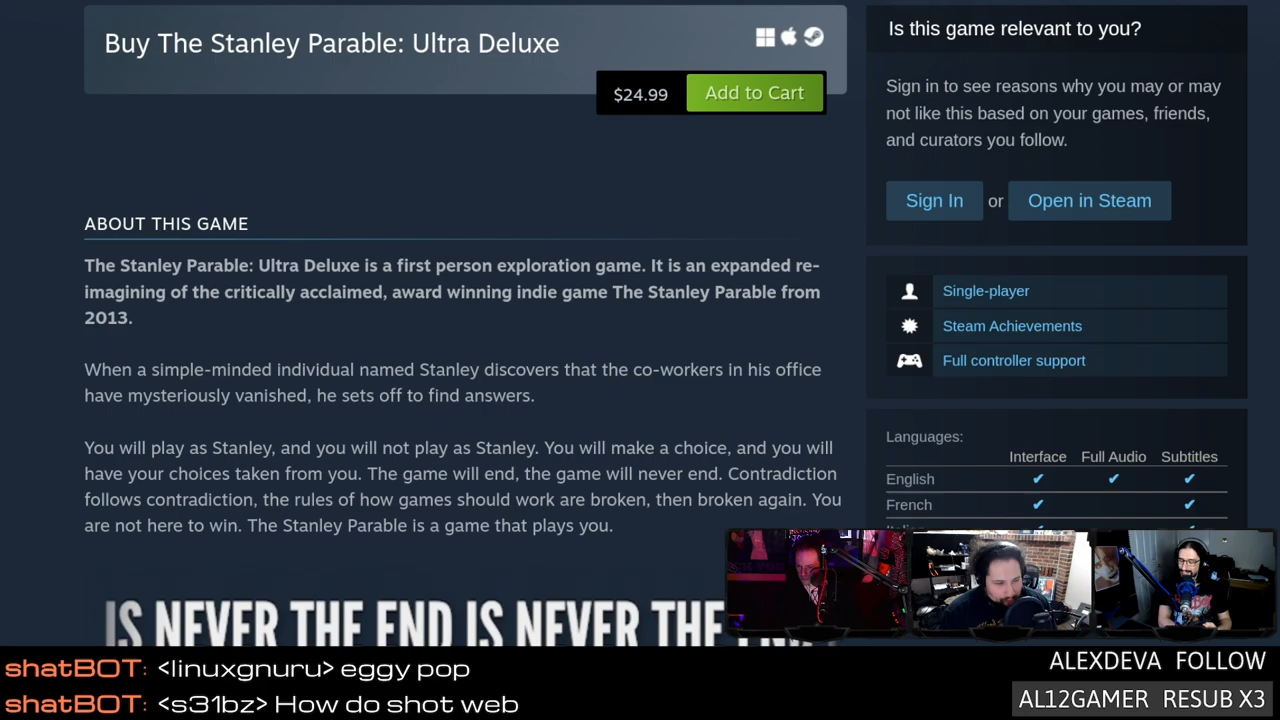 Buy The Stanley Parable: Ultra Deluxe
$24.99
Add to Cart
ABOUT THIS GAME
The Stanley Parable: Ultra Deluxe is a first person exploration game. It is an expanded re-
imagining of the critically acclaimed, award winning indie game The Stanley Parable from
2013.
When a simple-minded individual named Stanley discovers that the co-workers in his office
have mysteriously vanished, he sets off to find answers.
You will play as Stanley, and you will not play as Stanley. You will make a choice, and you will
have your choices taken from you. The game will end, the game will never end. Contradiction
follows contradiction, the rules of how games should work are broken, then broken again. You
are not here to win. The Stanley Parable is a game that plays you.
IS NEVER THE END IS NEVER THE
Is this game relevant to you?
Sign in to see reasons why you may or may
not like this based on your games, friends,
and curators you follow.
Sign In or Open in Steam
Single-player
Steam Achievements
Full controller support
Languages:
Interface Full Audio Subtitles
English ✔ ✔ ✔
French ✔ ✔
shatBOT: <linuxgnuru> eggy pop
shatBOT: <s31bz> How do shot web
ALEXDEVA FOLLOW
AL12GAMER RESUB X3